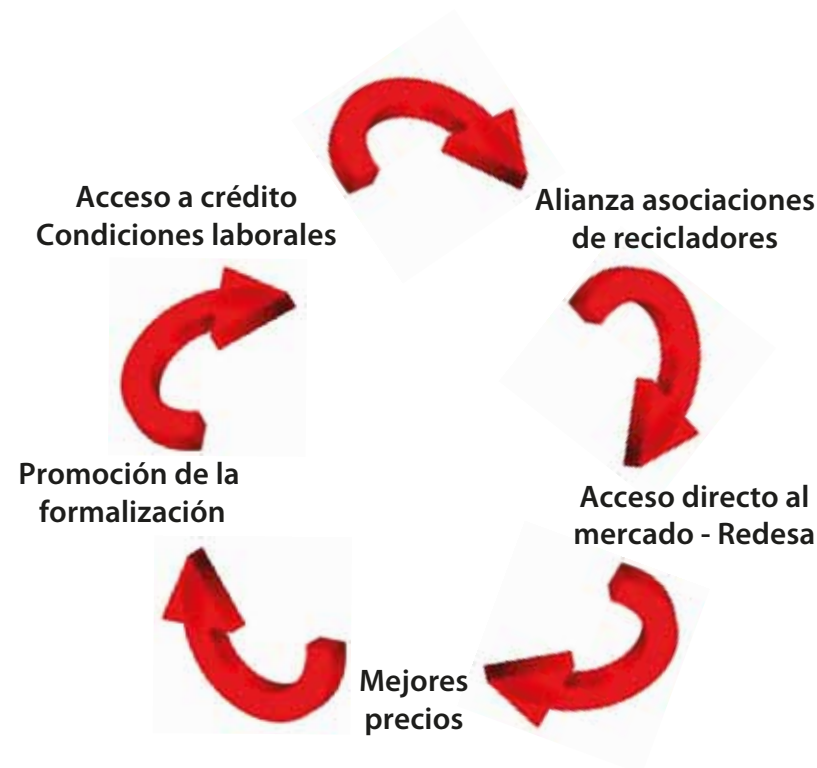 Acceso a crédito
Condiciones laborales
Alianza asociaciones
de recicladores
Acceso directo al
mercado - Redesa
Mejores
precios
Promoción de la
formalización